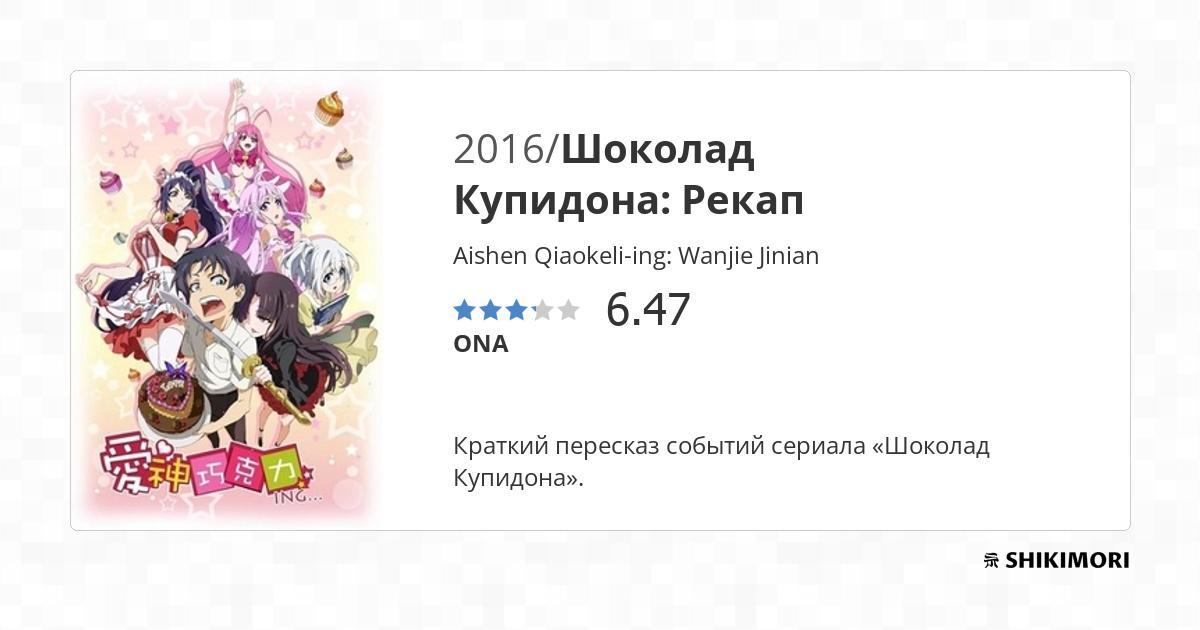 2016/Шоколад
Купидона: Рекап
Aishen Qiaokeli-ing: Wanjie Jinian
6.47
ONA
Краткий пересказ событий сериала «Шоколад
Купидона».
愛神巧克力
ING...
SHIKIMORI